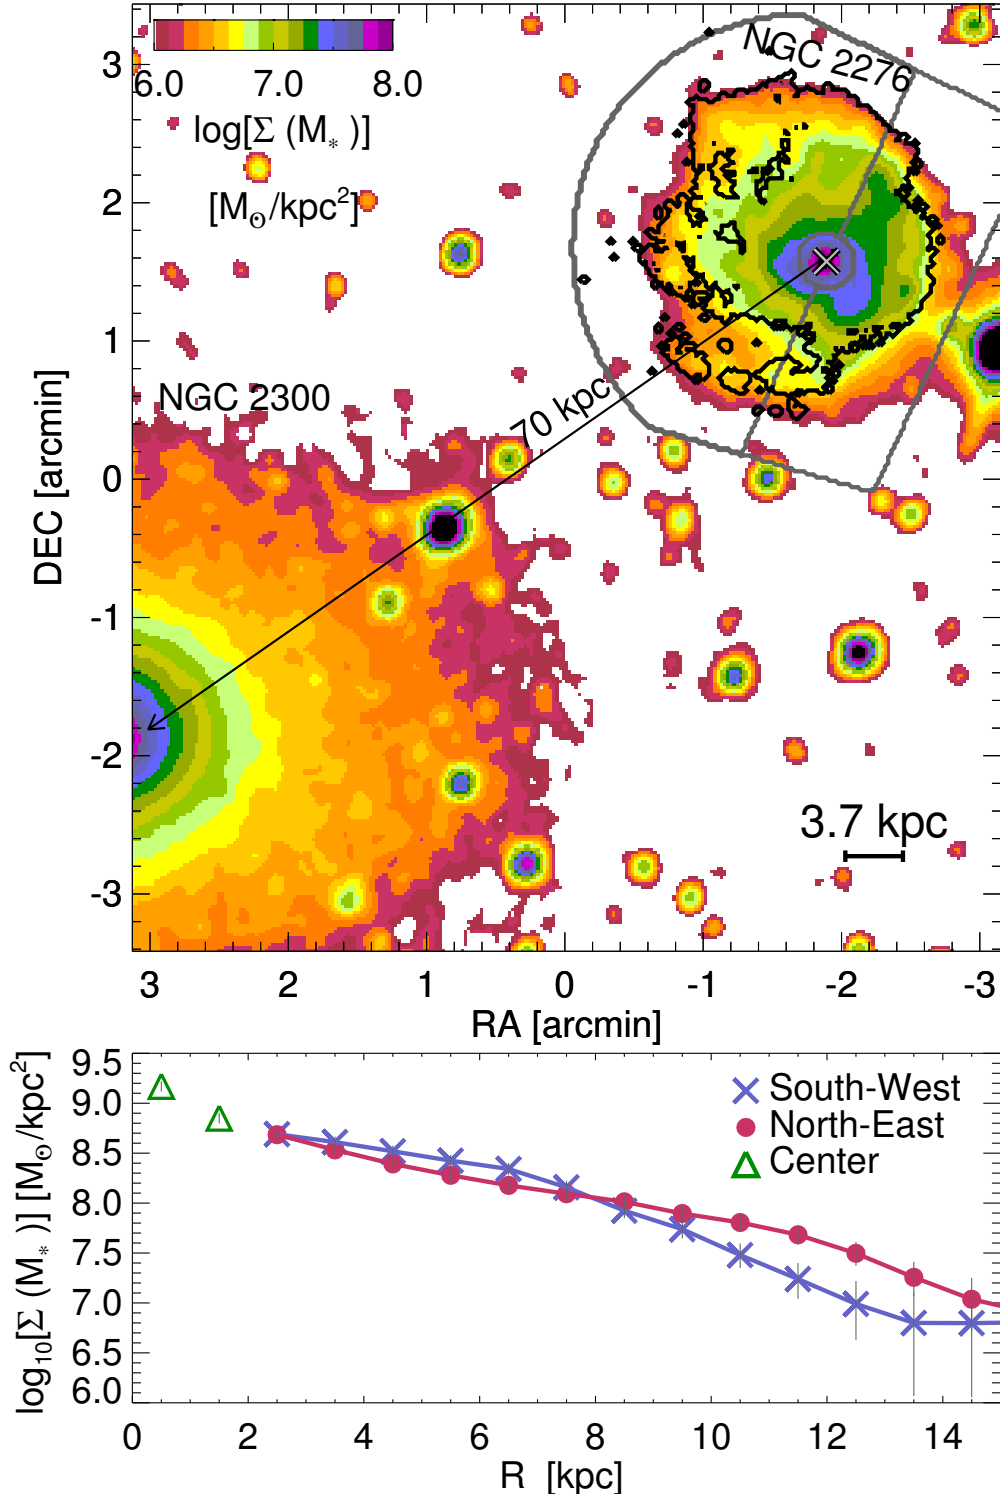 6.0 7.0 8.0
log[Σ (M* )]
[M⊙/kpc2]
NGC 2276
NGC 2300
70 kpc
3.7 kpc
3
2
1
0
-1
-2
-3
DEC [arcmin]
3 2 1 0 -1 -2 -3
RA [arcmin]
9.5
9.0
8.5
8.0
7.5
7.0
6.5
6.0
log10[Σ (M* )] [M⊙/kpc2]
South-West
North-East
Center
0 2 4 6 8 10 12 14
R [kpc]